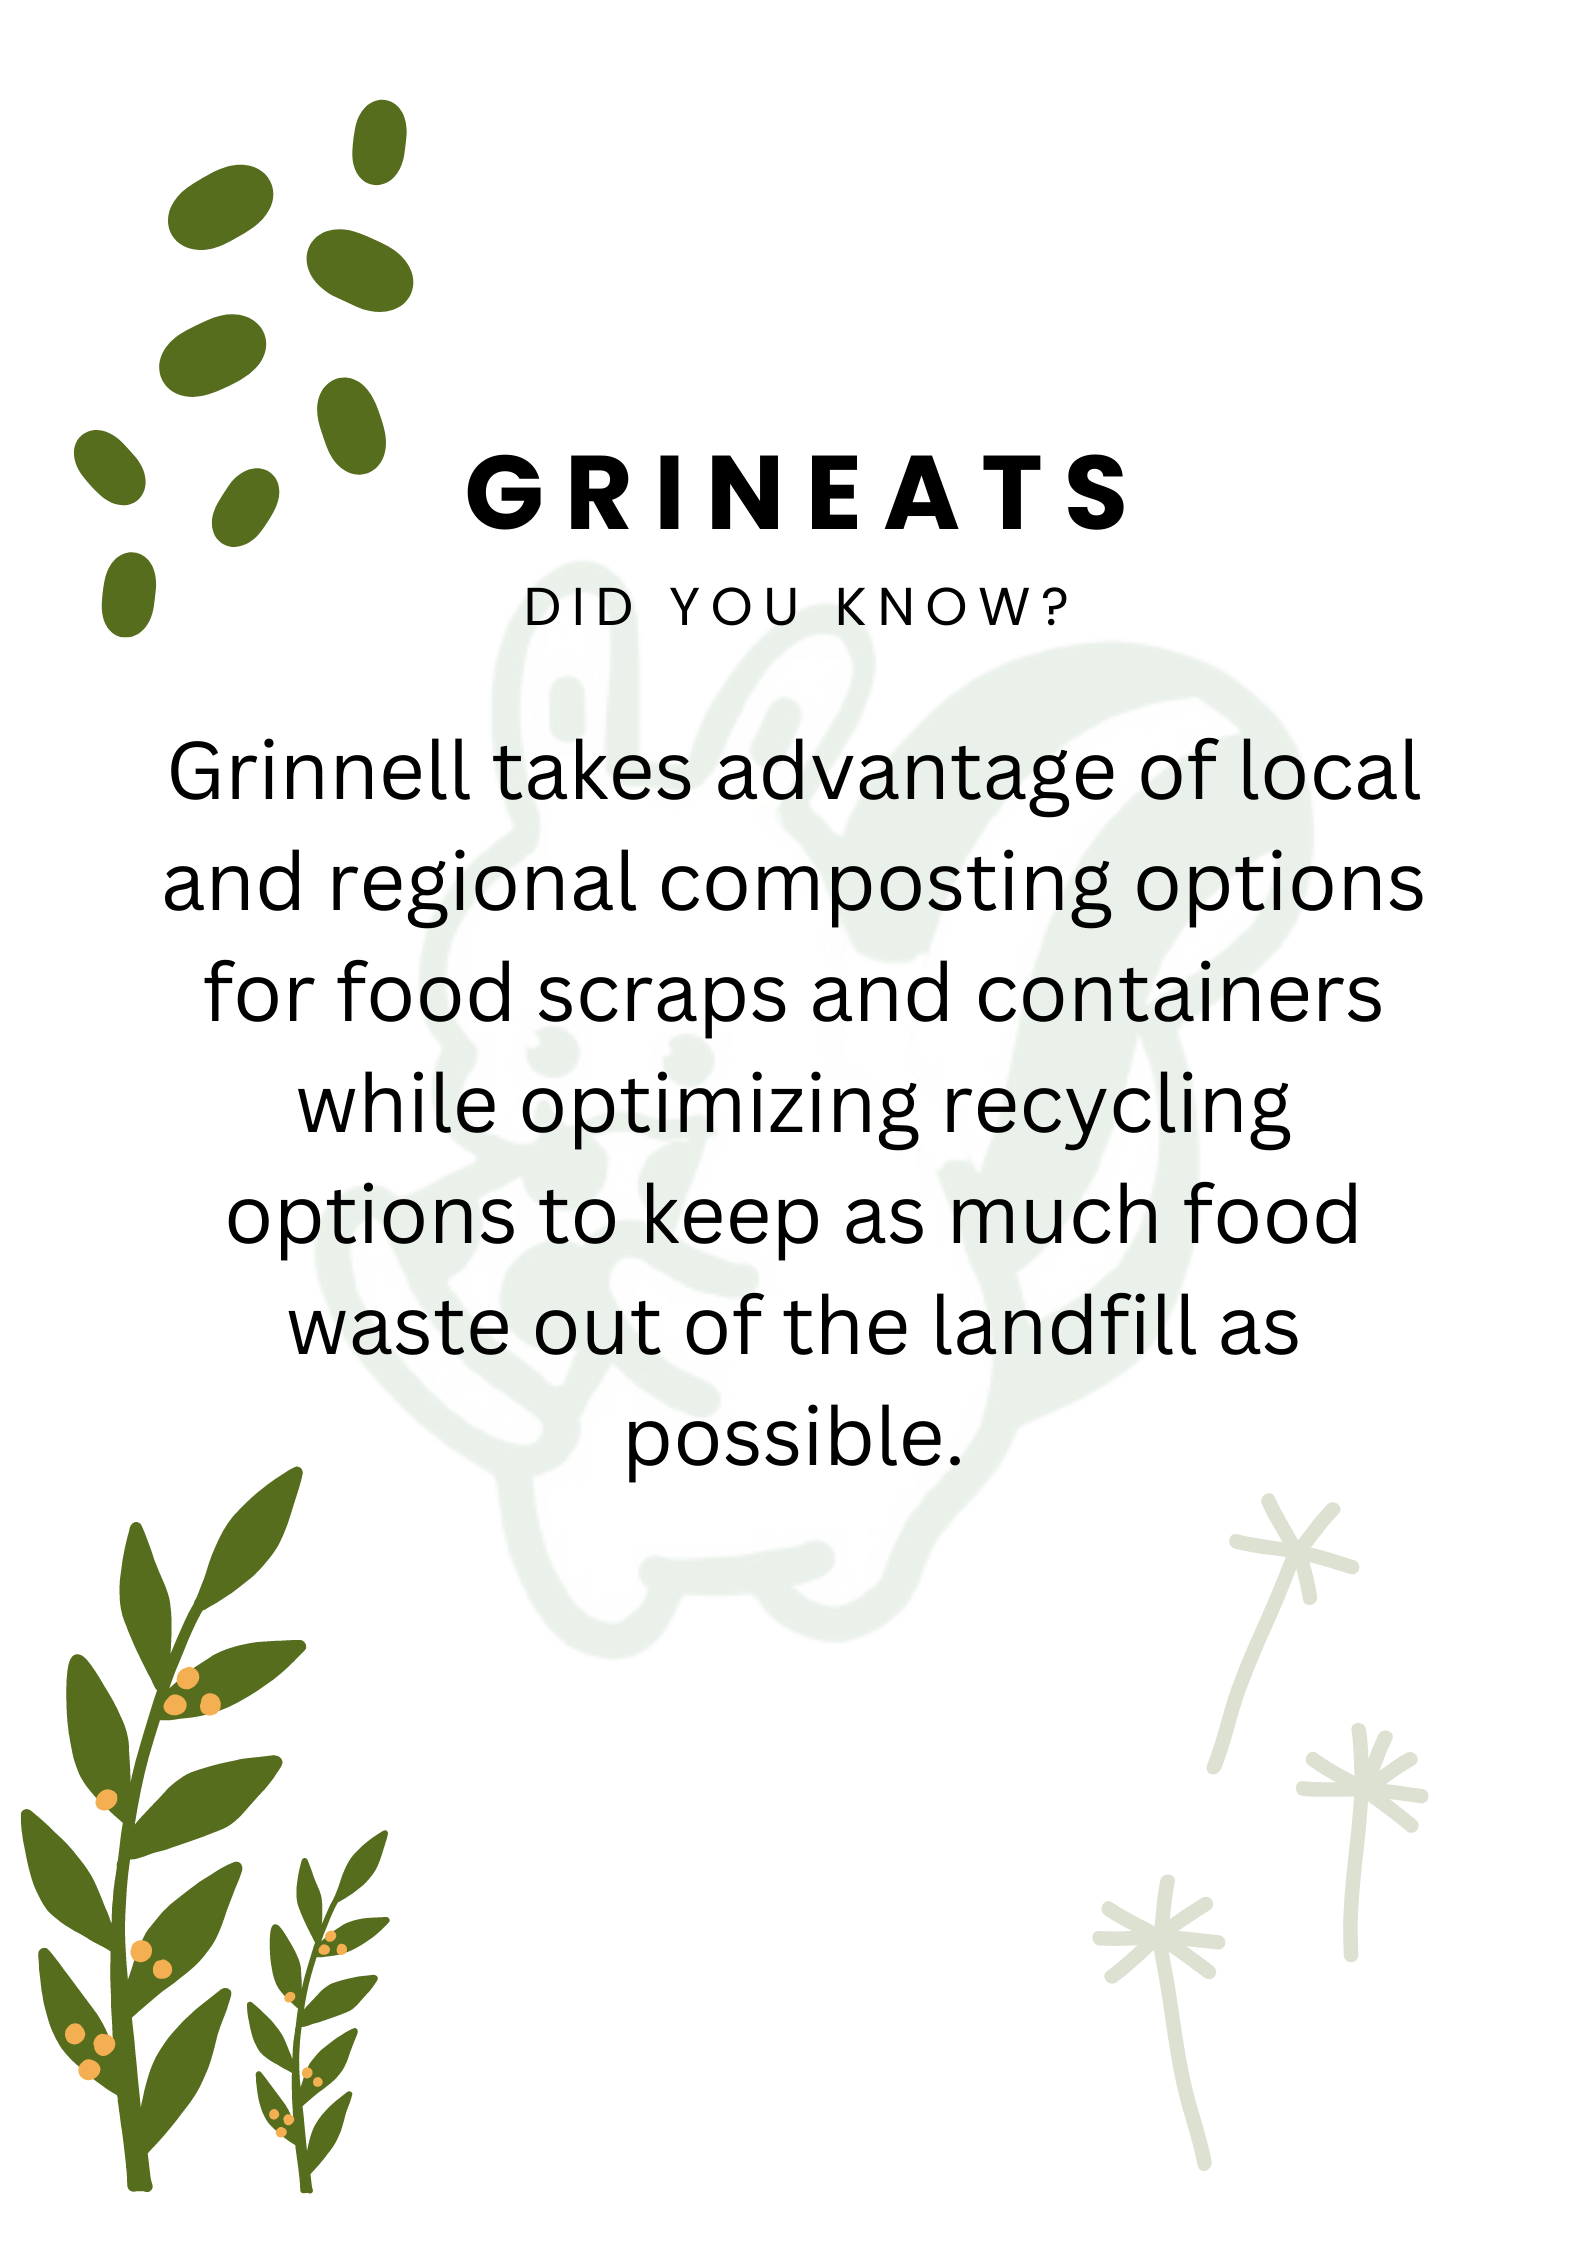 GRINEATS
DID YOU KNOW?
Grinnell takes advantage of local
and regional composting options
for food scraps and containers
while optimizing recycling
options to keep as much food
waste out of the landfill as
possible.